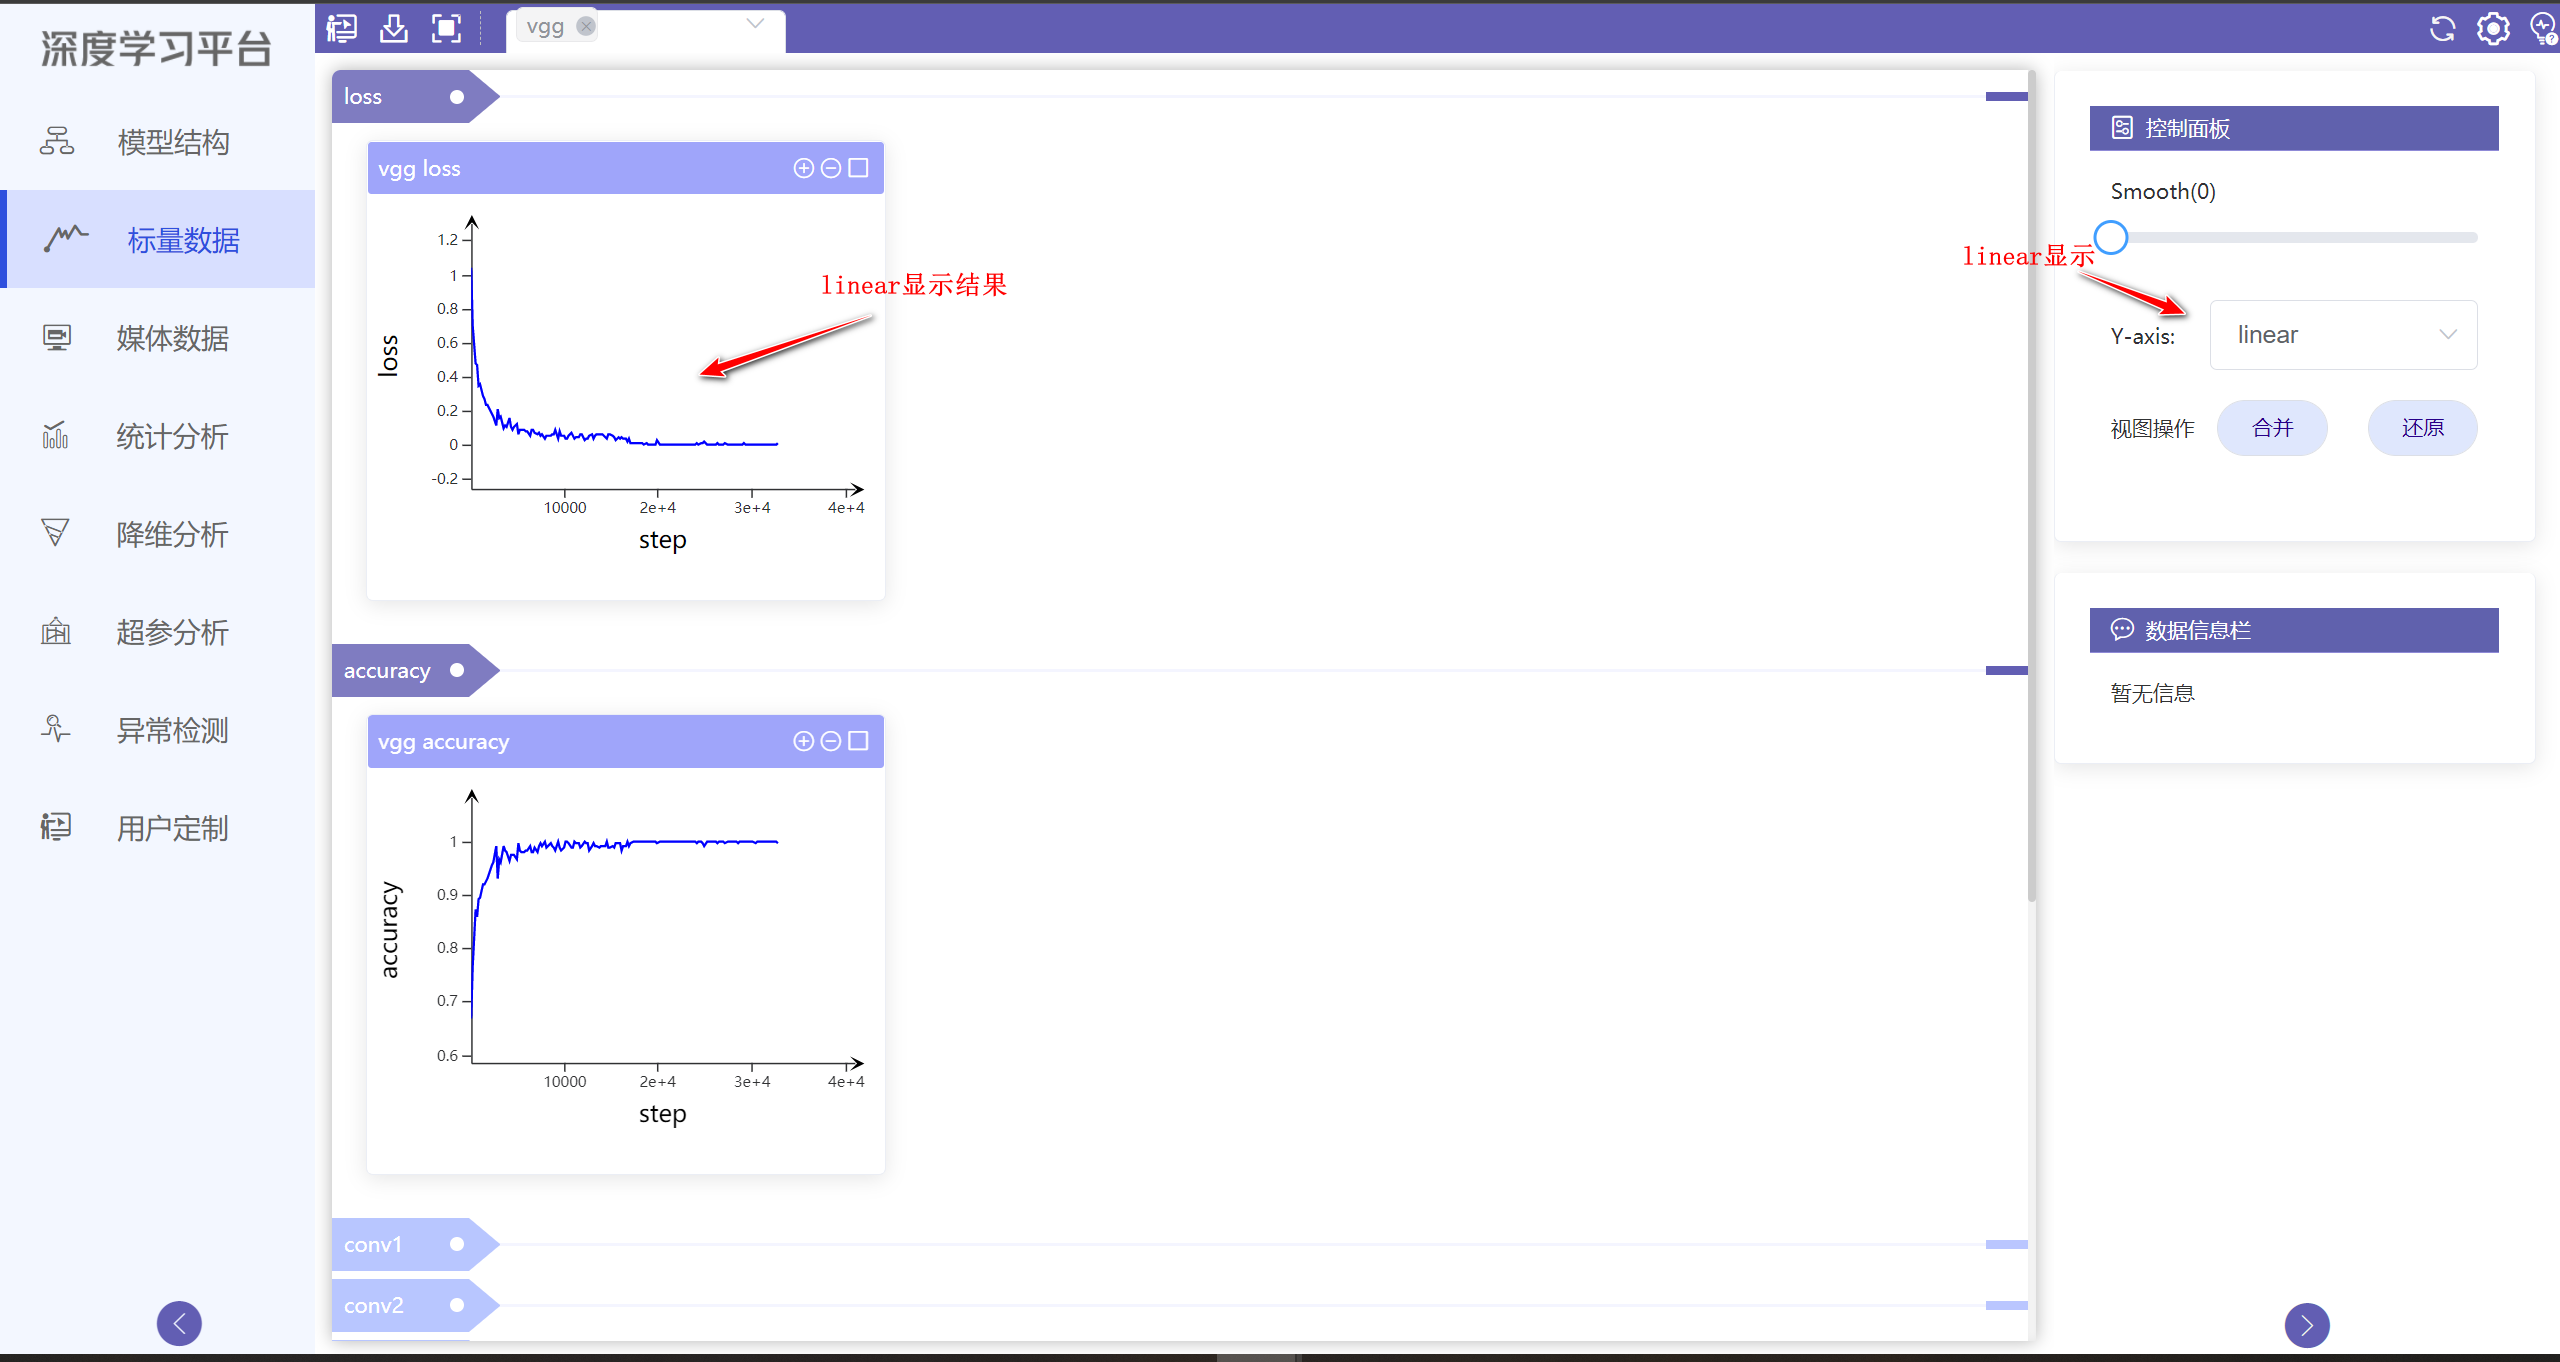 深度学习平台
模型结构
标量数据
媒体数据
统计分析
降维分析
超参分析
异常检测
用户定制
vgg
loss
vgg loss
1.2
1
0.8
0.6
0.4
0.2
0
-0.2
loss
10000 2e+4 3e+4 4e+4
step
linear显示结果
accuracy
vgg accuracy
1
0.9
0.8
0.7
0.6
accuracy
10000 2e+4 3e+4 4e+4
step
conv1
conv2
控制面板
Smooth(0)
linear显示
Y-axis: linear
视图操作 合并 还原
数据信息栏
暂无信息